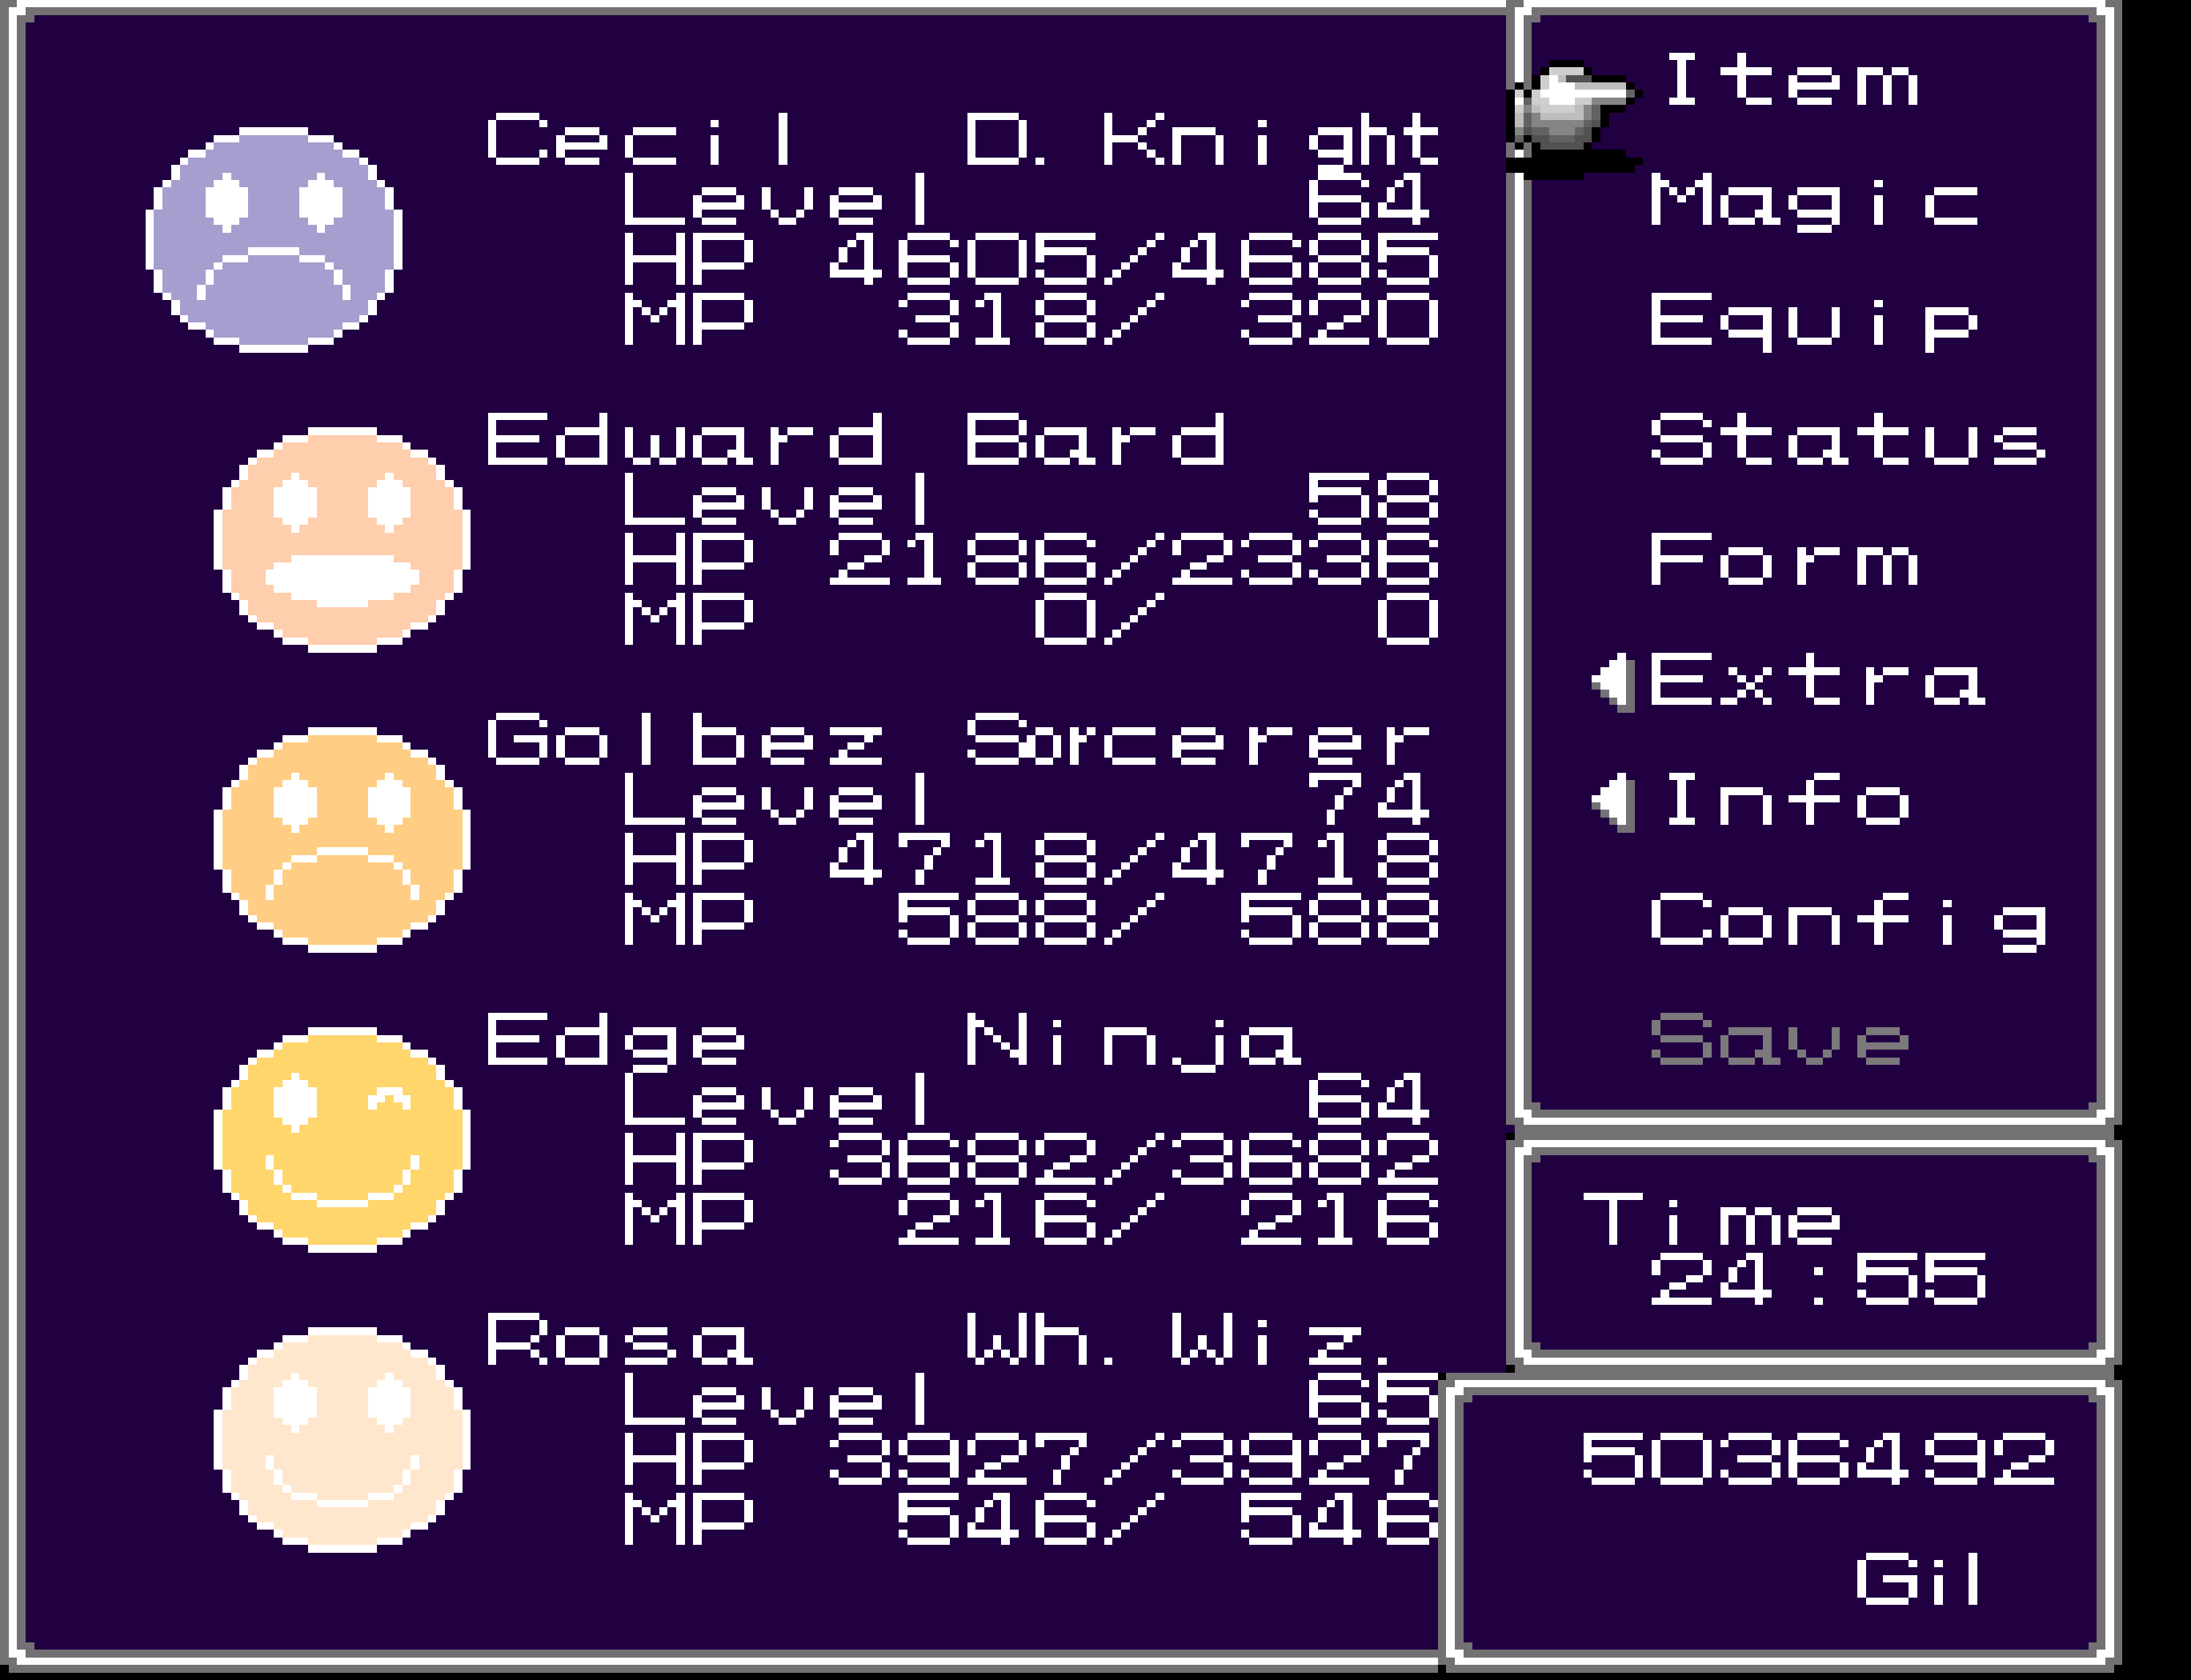 Cecil D.Knight
Level 64
HP 4605/4685
MP 318/ 320
Edward Bard
Level 58
HP 2186/2336
MP 0/ 0
Golbez Sorcerer
Level 74
HP 4718/4718
MP 588/ 588
Edge Ninja
Level 64
HP 3682/3682
MP 216/ 216
Rosa Wh.Wiz.
Level 65
HP 3927/3927
MP 546/ 546
Item
Magic
Equip
Status
Form
Extra
Info
Config
Save
Time
24:55
5036492
Gil